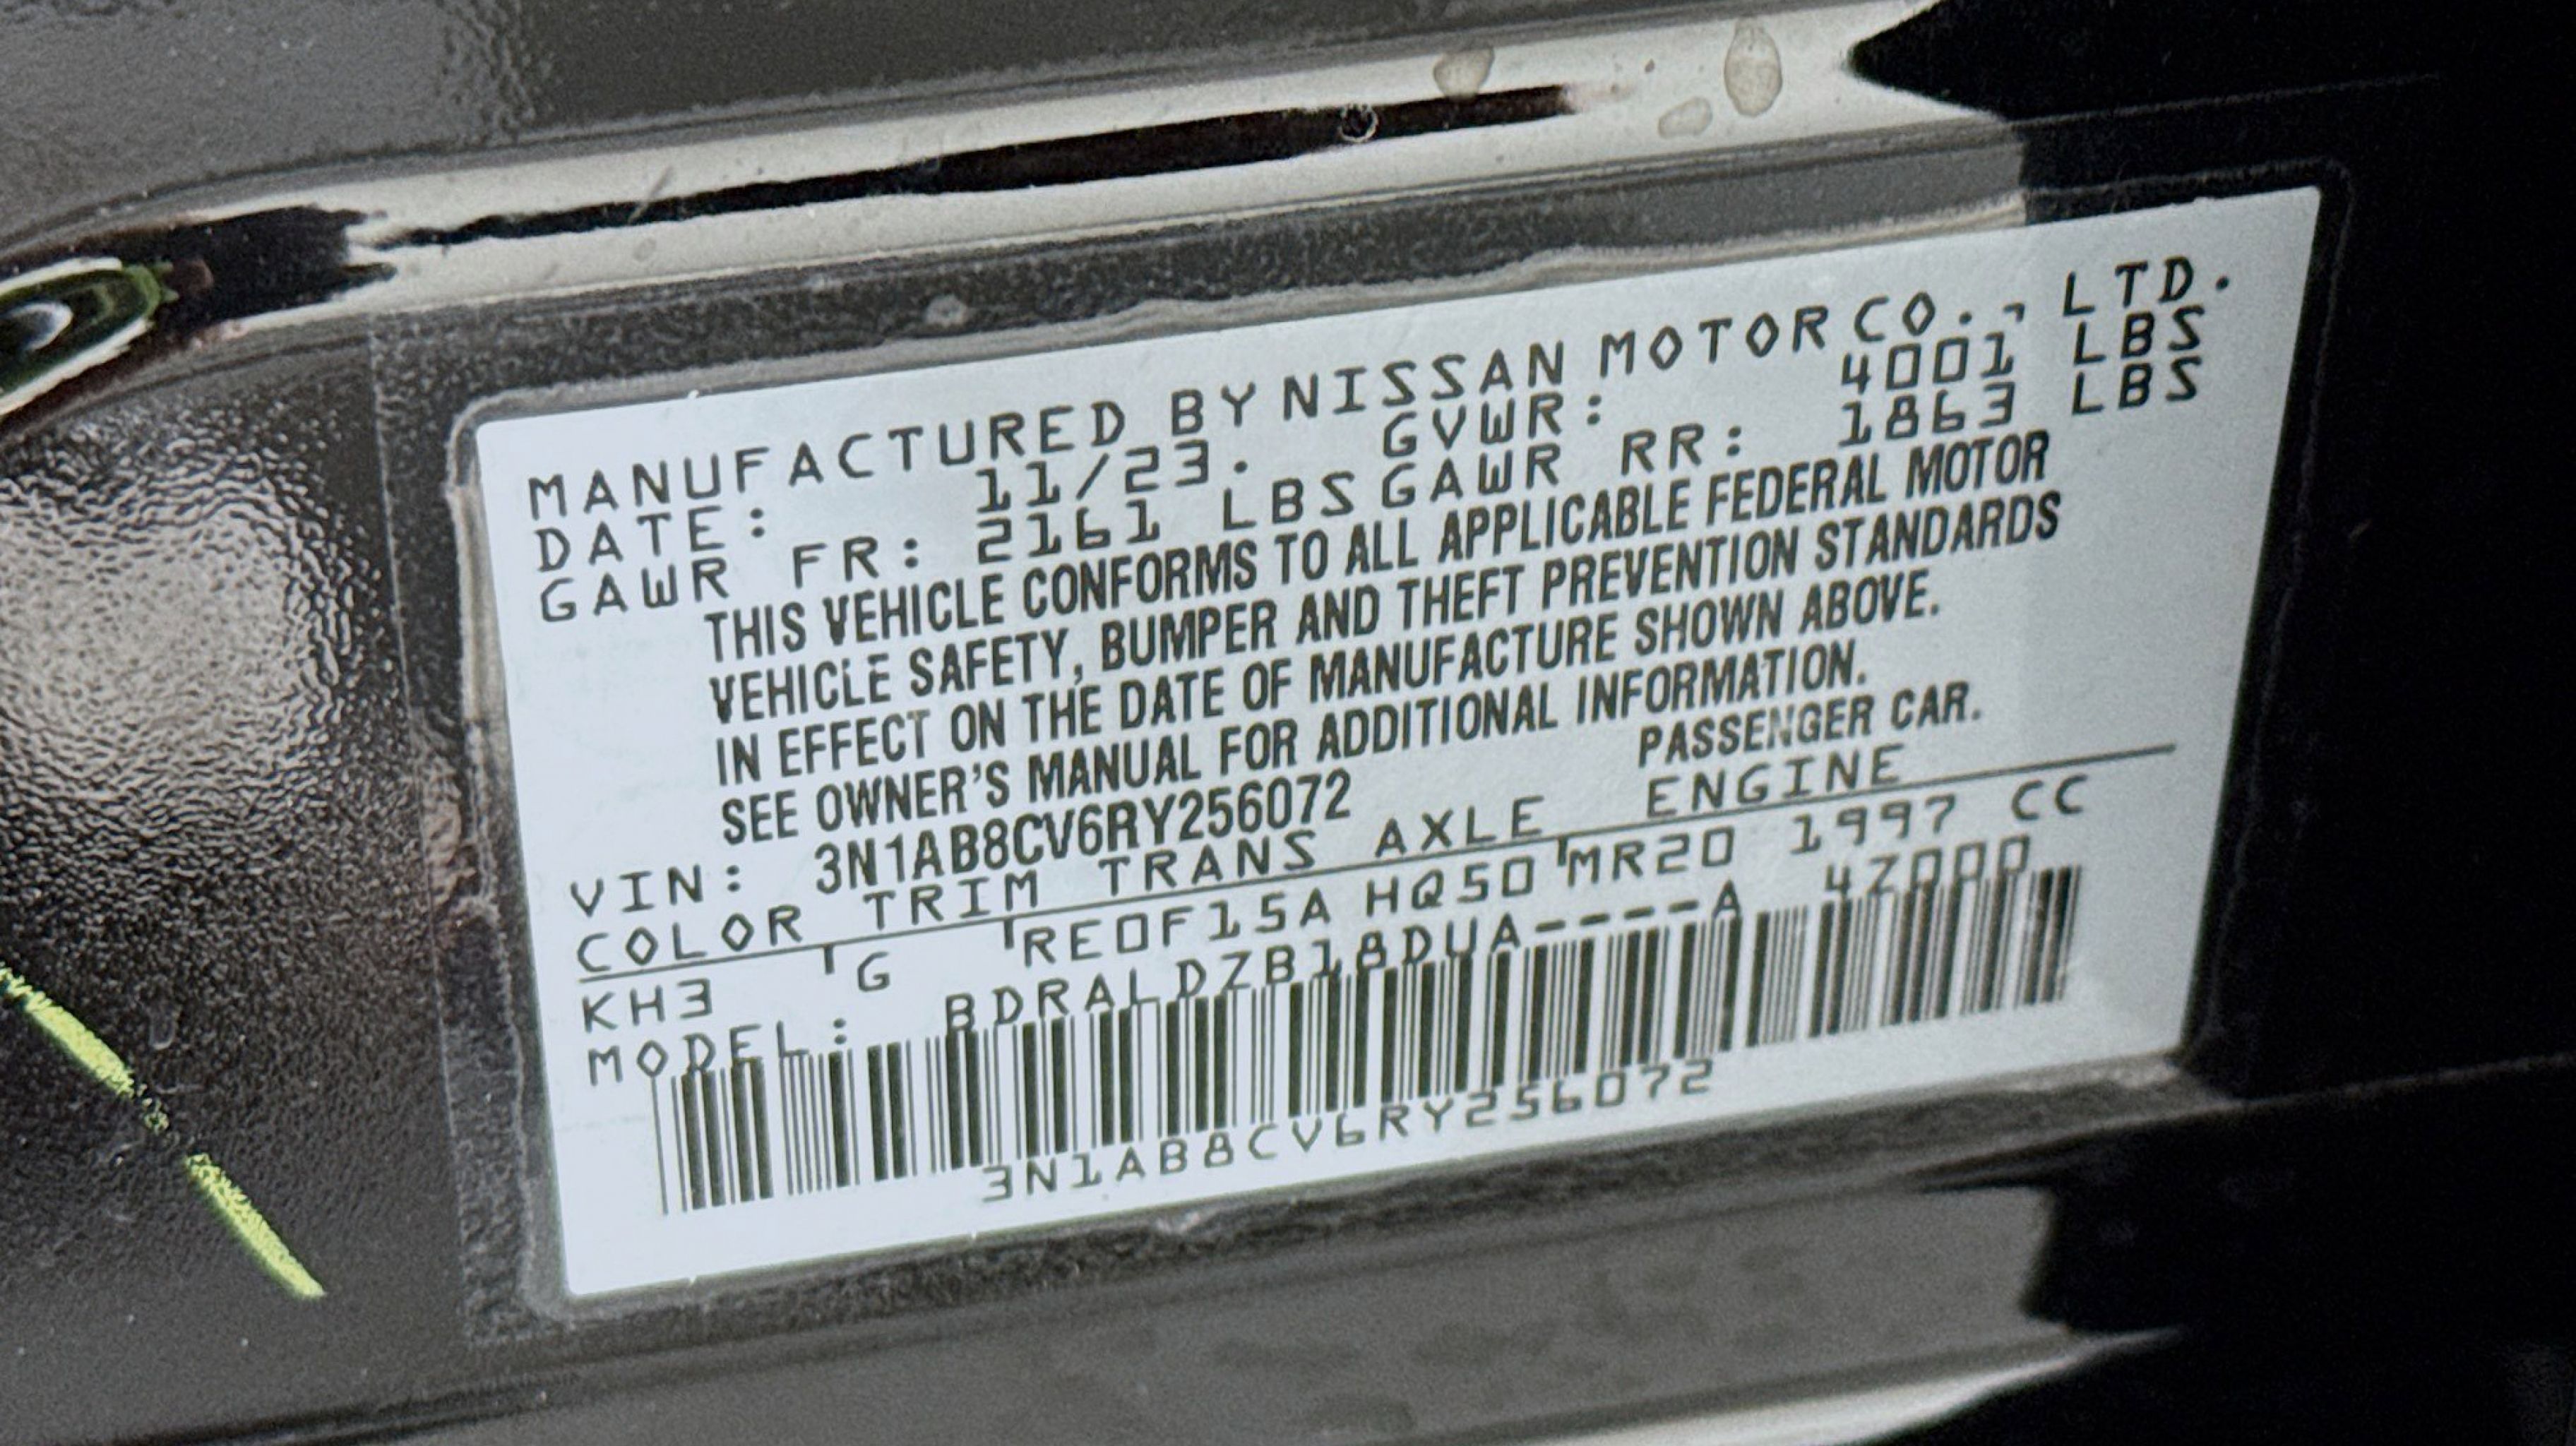 MANUFACTURED BY NISSAN MOTOR CO., LTD.
DATE: 11/23. GVWR: 4001 LBS
GAWR FR: 2161 LBS GAWR RR: 1863 LBS
THIS VEHICLE CONFORMS TO ALL APPLICABLE FEDERAL MOTOR
VEHICLE SAFETY, BUMPER AND THEFT PREVENTION STANDARDS
IN EFFECT ON THE DATE OF MANUFACTURE SHOWN ABOVE.
SEE OWNER'S MANUAL FOR ADDITIONAL INFORMATION.
VIN: 3N1AB8CV6RY256072 PASSENGER CAR.
COLOR TRIM TRANS AXLE ENGINE
KH3 G RE0F15A HQ50 MR20 1997 CC
MODEL: BDRALDZB18DUA----A 4Z000
3N1AB8CV6RY256072